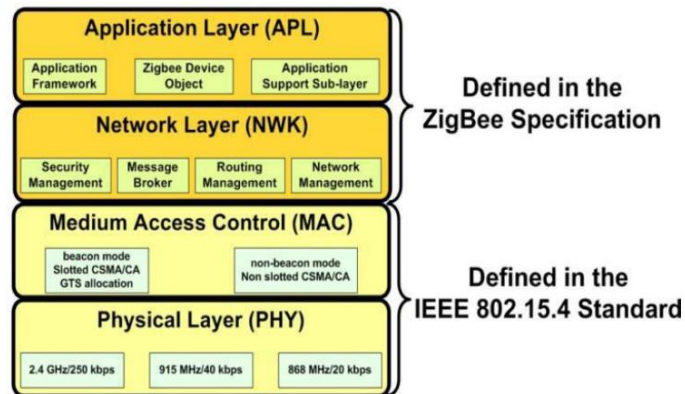 Application Layer (APL)
Application
Framework
Zigbee Device
Object
Application
Support Sub-layer
Network Layer (NWK)
Security
Management
Message
Broker
Routing
Management
Network
Management
Defined in the
ZigBee Specification
Medium Access Control (MAC)
beacon mode
Slotted CSMA/CA
GTS allocation
non-beacon mode
Non slotted CSMA/CA
Physical Layer (PHY)
2.4 GHz/250 kbps
915 MHz/40 kbps
868 MHz/20 kbps
Defined in the
IEEE 802.15.4 Standard